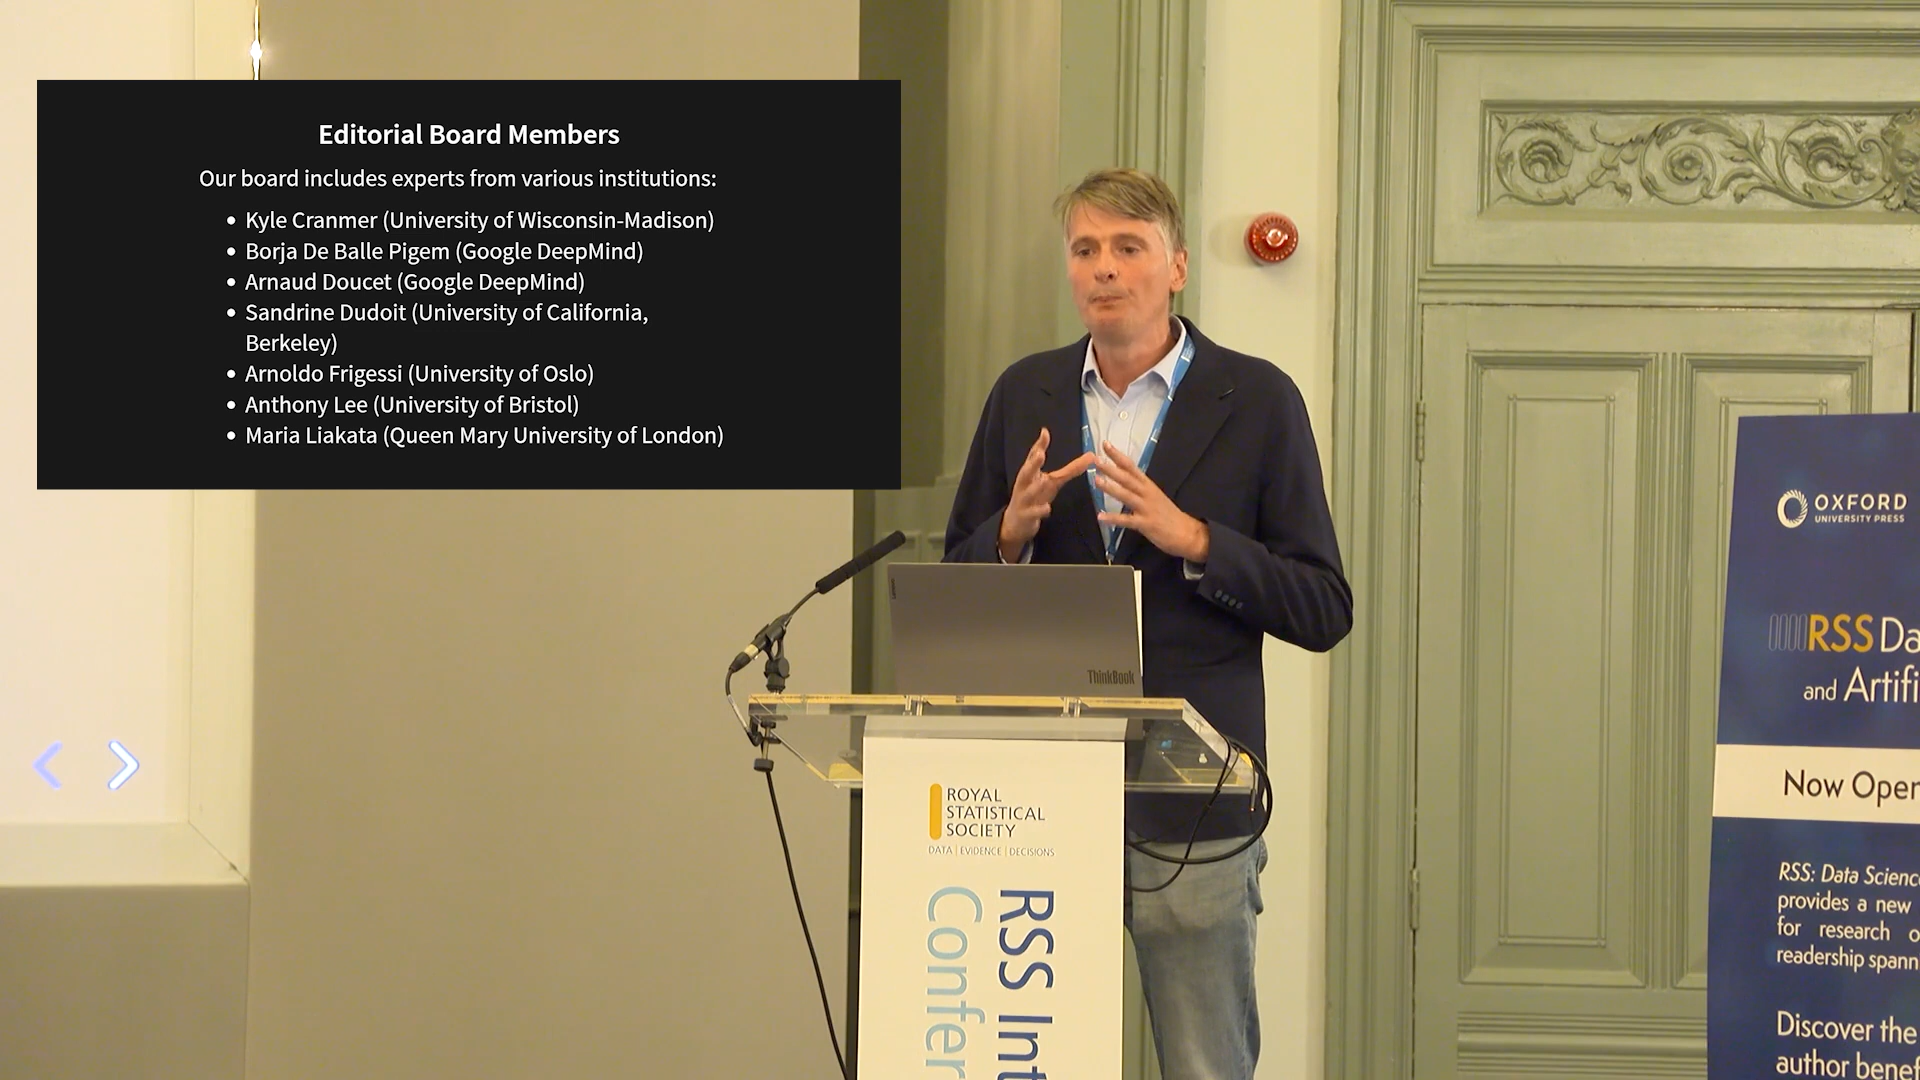 Editorial Board Members
Our board includes experts from various institutions:
• Kyle Cranmer (University of Wisconsin-Madison)
• Borja De Balle Pigem (Google DeepMind)
• Arnaud Doucet (Google DeepMind)
• Sandrine Dudoit (University of California,
Berkeley)
• Arnoldo Frigessi (University of Oslo)
• Anthony Lee (University of Bristol)
• Maria Liakata (Queen Mary University of London)
ThinkBook
ROYAL
STATISTICAL
SOCIETY
DATA | EVIDENCE | DECISIONS
RSS Int
Confer
OXFORD
UNIVERSITY PRESS
RSS Da
and Artifi
Now Open
RSS: Data Science
provides a new
for research o
readership spann
Discover the
author benef